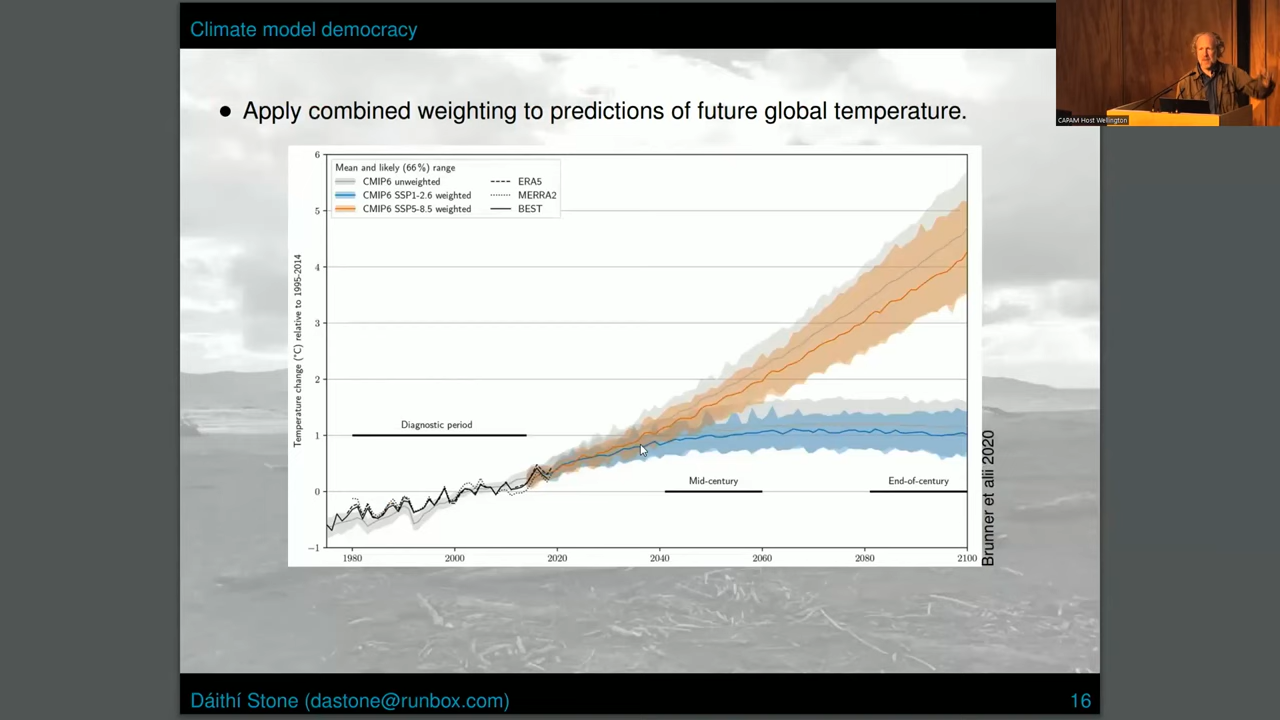 Climate model democracy
CAPAM Host Wellington
● Apply combined weighting to predictions of future global temperature.
Mean and likely (66%) range
CMIP6 unweighted
CMIP6 SSP1-2.6 weighted
CMIP6 SSP5-8.5 weighted
ERA5
MERRA2
BEST
Temperature change (°C) relative to 1995-2014
6
5
4
3
2
1
0
−1
Diagnostic period
Mid-century
End-of-century
1980 2000 2020 2040 2060 2080 2100
Brunner et alii 2020
Dáithí Stone (dastone@runbox.com)
16